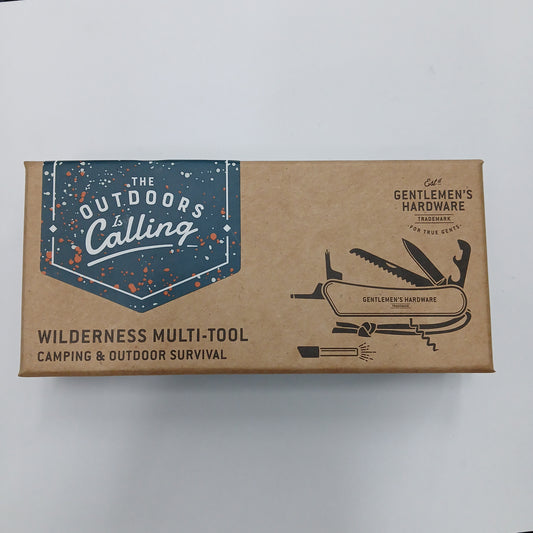 THE
OUTDOORS
Is
Calling
WILDERNESS MULTI-TOOL
CAMPING & OUTDOOR SURVIVAL
Est'd
GENTLEMEN'S
HARDWARE
TRADEMARK
·FOR TRUE GENTS·
GENTLEMEN'S HARDWARE
TRADEMARK